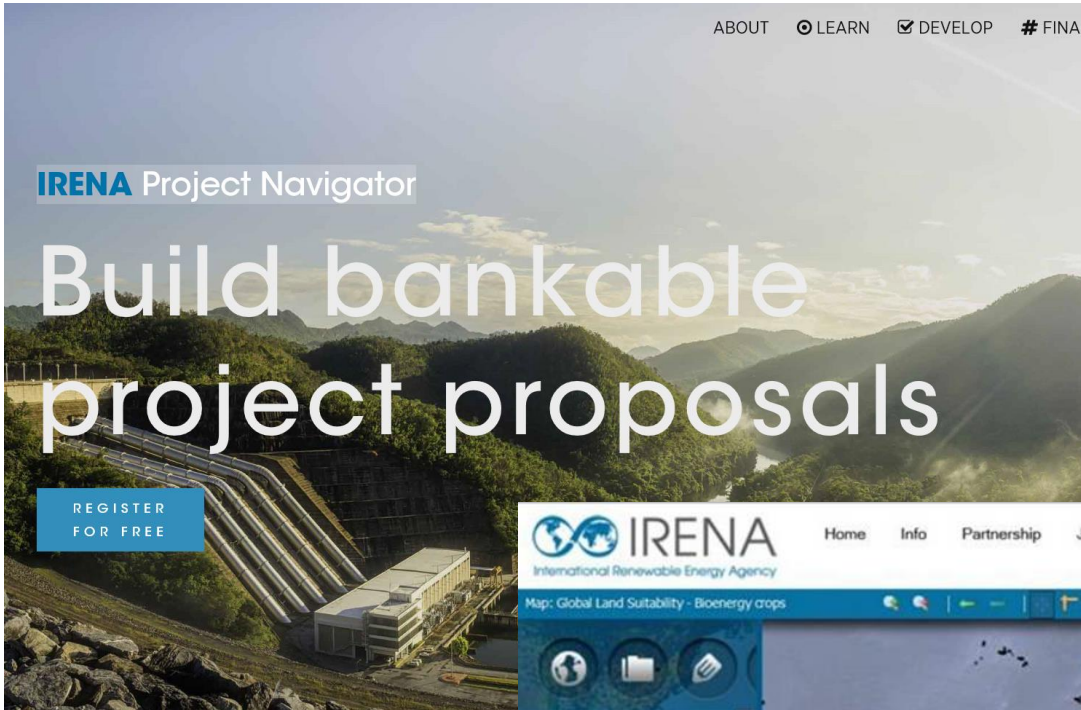 ABOUT LEARN DEVELOP # FINA
IRENA Project Navigator
Build bankable
project proposals
REGISTER
FOR FREE
IRENA
International Renewable Energy Agency
Home Info Partnership
Map: Global Land Suitability - Bioenergy crops